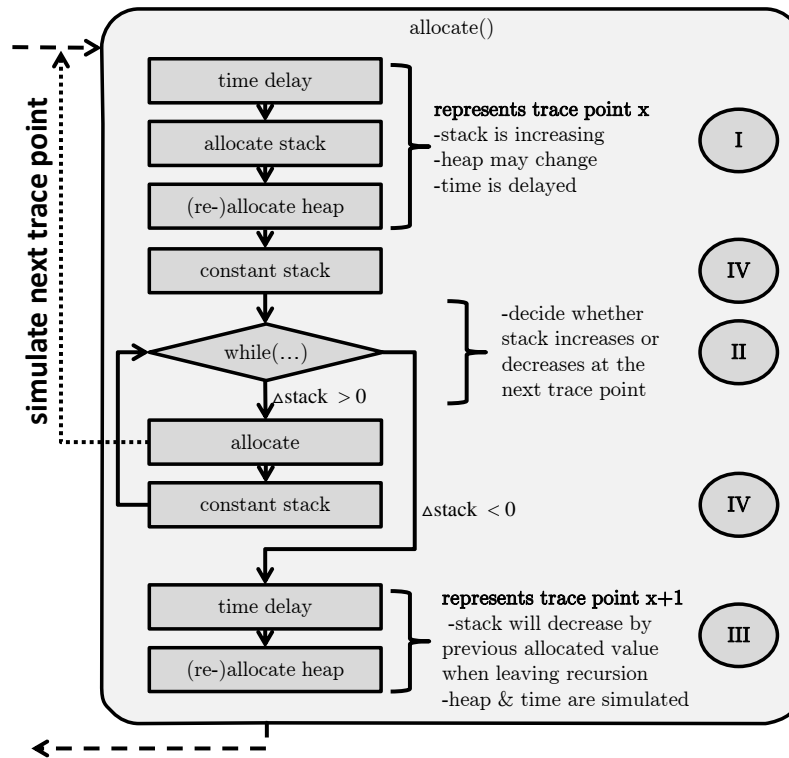 allocate()
simulate next trace point
time delay
allocate stack
(re-)allocate heap
represents trace point x
-stack is increasing
-heap may change
-time is delayed
I
constant stack
IV
while(...)
-decide whether
stack increases or
decreases at the
next trace point
II
△stack > 0
allocate
constant stack
△stack < 0
IV
time delay
(re-)allocate heap
represents trace point x+1
-stack will decrease by
previous allocated value
when leaving recursion
-heap & time are simulated
III